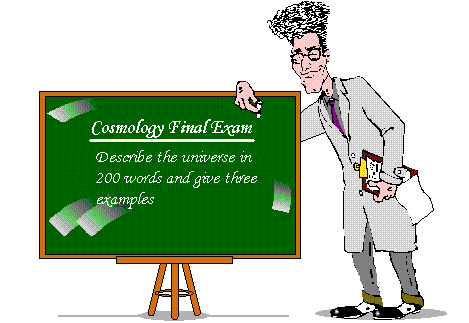 Cosmology Final Exam
Describe the universe in
200 words and give three
examples